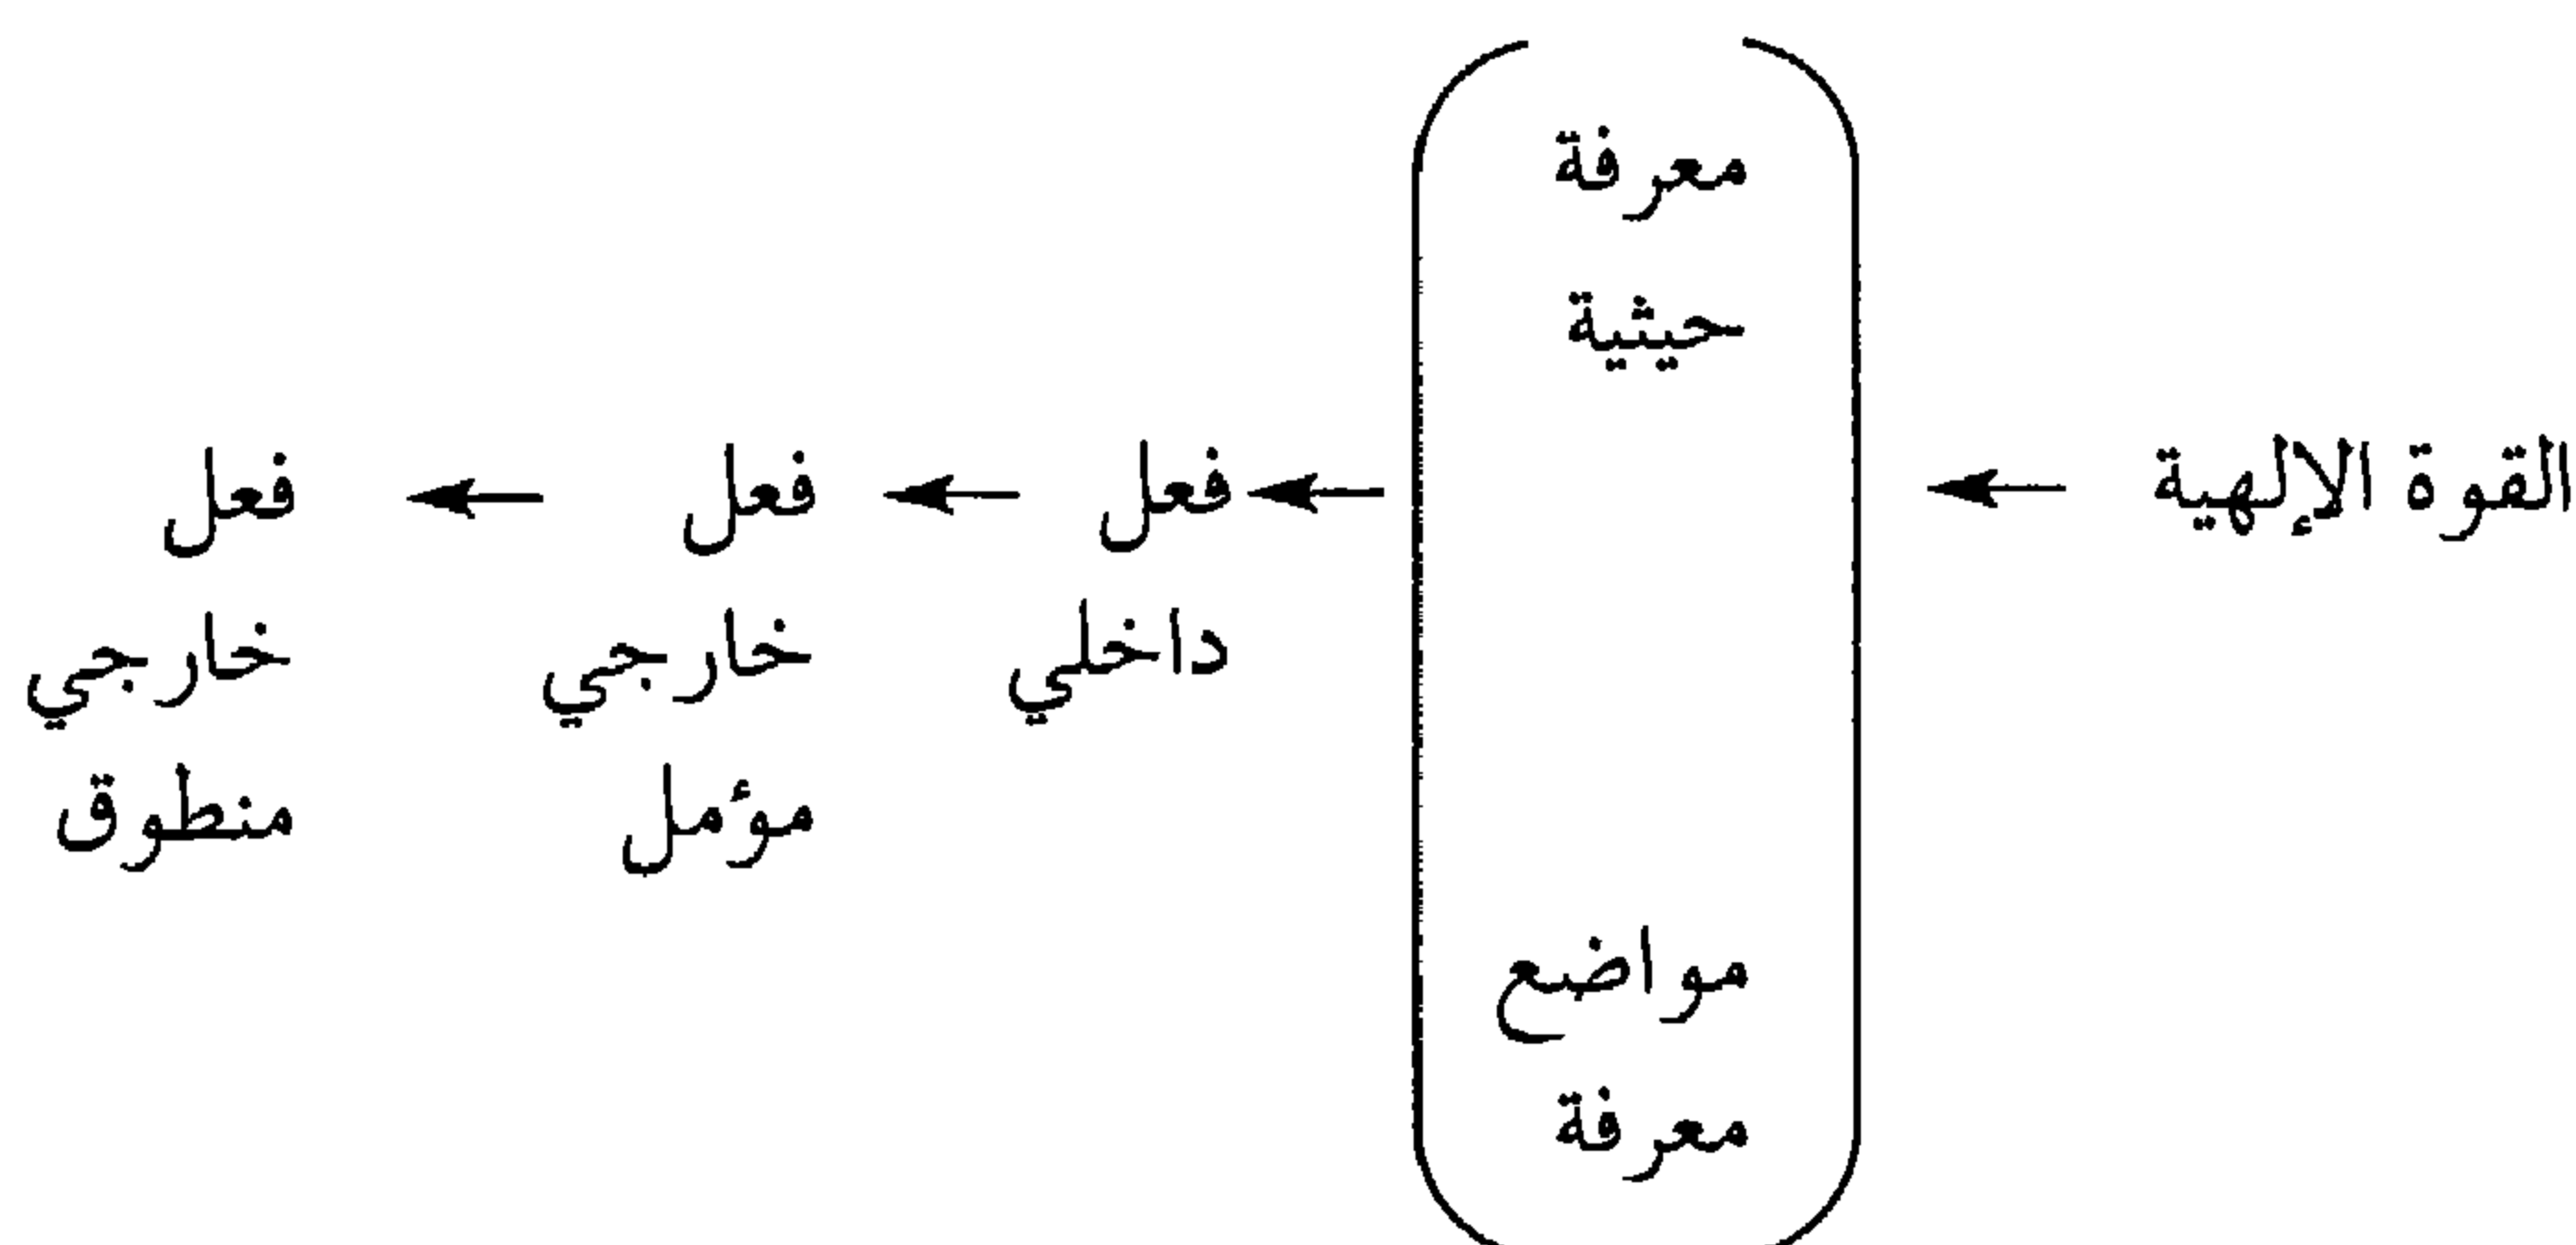 القوة الإلهية
معرفة
حيثية
مواضع
معرفة
فعل
داخلي
فعل
خارجي
مؤمل
فعل
خارجي
منطوق